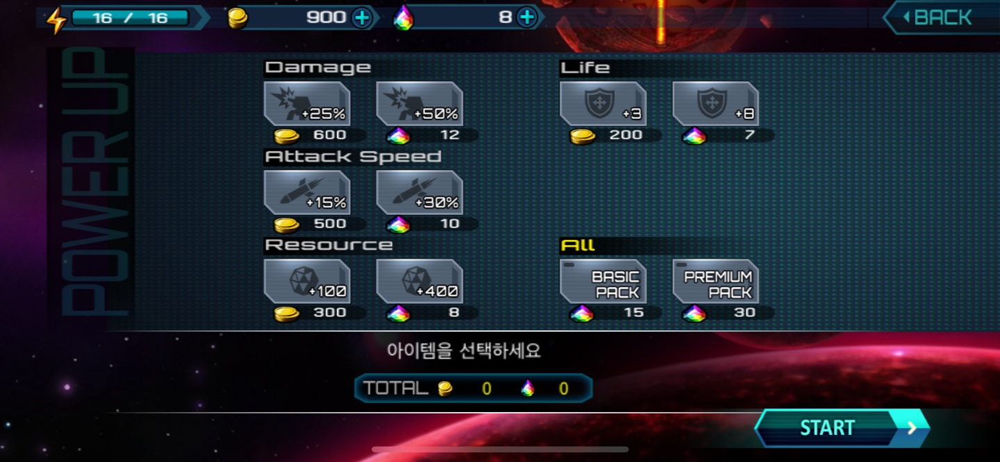 16 / 16
900
8
BACK
POWER UP
Damage
+25%
+50%
600
12
Life
+3
+8
200
7
Attack Speed
+15%
+30%
500
10
Resource
+100
+400
300
8
All
BASIC
PACK
PREMIUM
PACK
15
30
아이템을 선택하세요
TOTAL 0 0
START